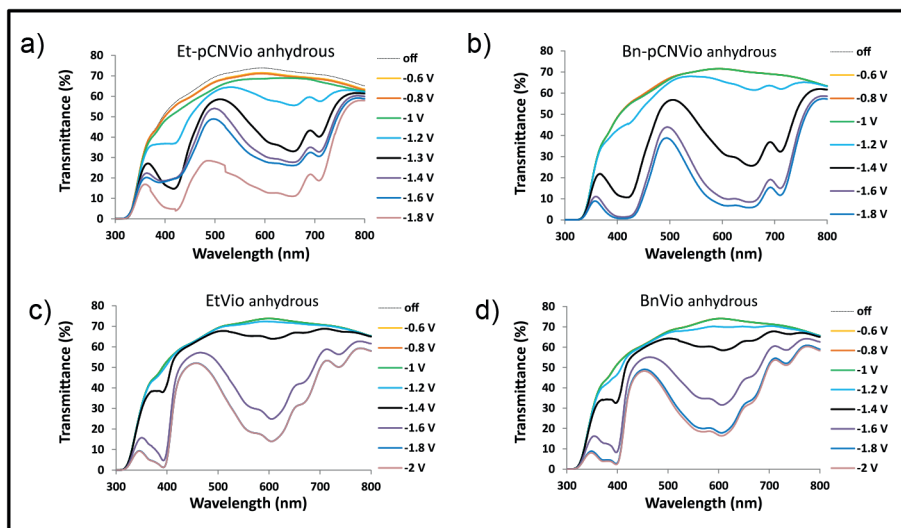 a)
Et-pCNVio anhydrous
Transmittance (%)
80
70
60
50
40
30
20
10
0
300 400 500 600 700 800
Wavelength (nm)
off
-0.6 V
-0.8 V
-1 V
-1.2 V
-1.3 V
-1.4 V
-1.6 V
-1.8 V
b)
Bn-pCNVio anhydrous
Transmittance (%)
80
70
60
50
40
30
20
10
0
300 400 500 600 700 800
Wavelength (nm)
off
-0.6 V
-0.8 V
-1 V
-1.2 V
-1.4 V
-1.6 V
-1.8 V
c)
EtVio anhydrous
Transmittance (%)
80
70
60
50
40
30
20
10
0
300 400 500 600 700 800
Wavelength (nm)
off
-0.6 V
-0.8 V
-1 V
-1.2 V
-1.4 V
-1.6 V
-1.8 V
-2 V
d)
BnVio anhydrous
Transmittance (%)
80
70
60
50
40
30
20
10
0
300 400 500 600 700 800
Wavelength (nm)
off
-0.6 V
-0.8 V
-1 V
-1.2 V
-1.4 V
-1.6 V
-1.8 V
-2 V